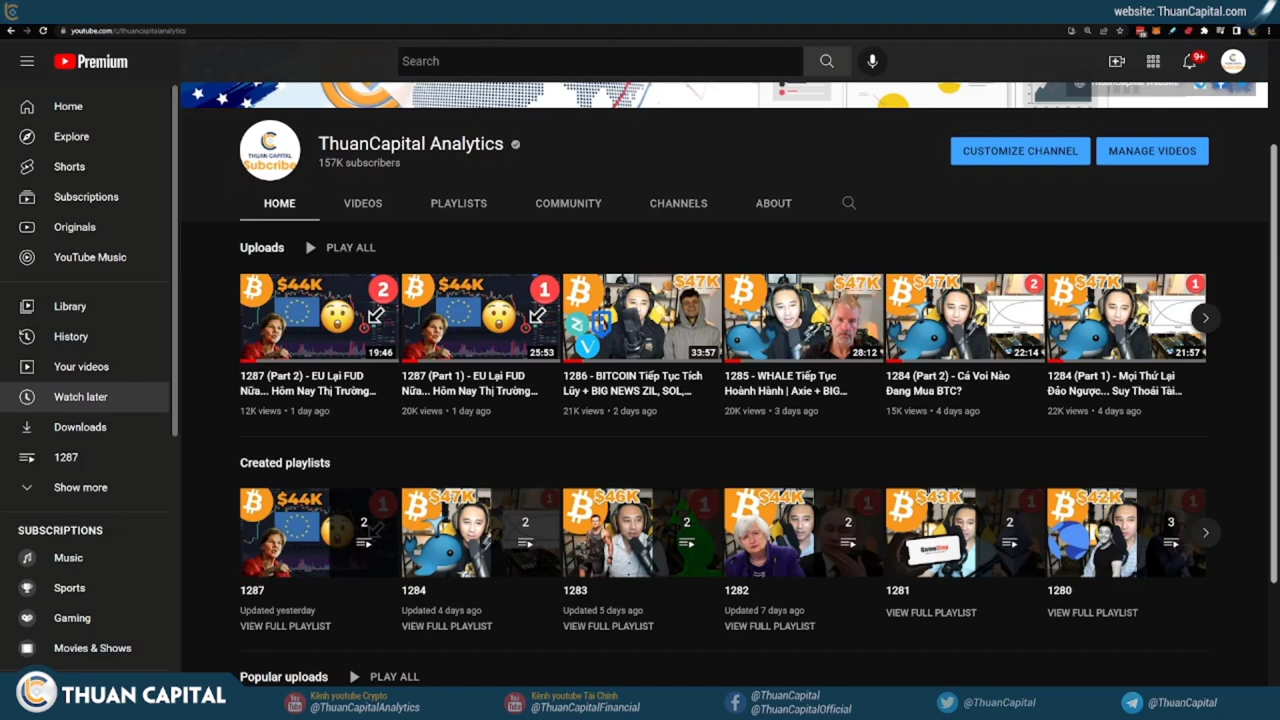 website: ThuanCapital.com
youtube.com/c/thuancapitalanalytics
Premium
Search
9+
Home
Explore
Shorts
Subscriptions
Originals
YouTube Music
Library
History
Your videos
Watch later
Downloads
1287
Show more
SUBSCRIPTIONS
Music
Sports
Gaming
Movies & Shows
THUAN CAPITAL
Subcribe
ThuanCapital Analytics
157K subscribers
CUSTOMIZE CHANNEL
MANAGE VIDEOS
HOME
VIDEOS
PLAYLISTS
COMMUNITY
CHANNELS
ABOUT
Uploads
PLAY ALL
$44K
2
19:46
1287 (Part 2) - EU Lại FUD
Nữa... Hôm Nay Thị Trường...
12K views • 1 day ago
$44K
1
25:53
1287 (Part 1) - EU Lại FUD
Nữa... Hôm Nay Thị Trường...
20K views • 1 day ago
$47K
33:57
1286 - BITCOIN Tiếp Tục Tích
Lũy + BIG NEWS ZIL, SOL,...
21K views • 2 days ago
$47K
28:12
1285 - WHALE Tiếp Tục
Hoành Hành | Axie + BIG...
20K views • 3 days ago
$47K
2
22:14
1284 (Part 2) - Cá Voi Nào
Đang Mua BTC?
15K views • 4 days ago
$47K
1
21:57
1284 (Part 1) - Mọi Thứ Lại
Đảo Ngược... Suy Thoái Tài...
22K views • 4 days ago
Created playlists
$44K
1
2
1287
Updated yesterday
VIEW FULL PLAYLIST
$47K
1
2
1284
Updated 4 days ago
VIEW FULL PLAYLIST
$46K
1
2
1283
Updated 5 days ago
VIEW FULL PLAYLIST
$44K
1
2
1282
Updated 7 days ago
VIEW FULL PLAYLIST
$43K
GameStop
1
2
1281
VIEW FULL PLAYLIST
$42K
1
3
1280
VIEW FULL PLAYLIST
Popular uploads
PLAY ALL
THUAN CAPITAL
Kênh youtube Crypto
@ThuanCapitalAnalytics
Kênh youtube Tài Chính
@ThuanCapitalFinancial
@ThuanCapital
@ThuanCapitalOfficial
@ThuanCapital
@ThuanCapital